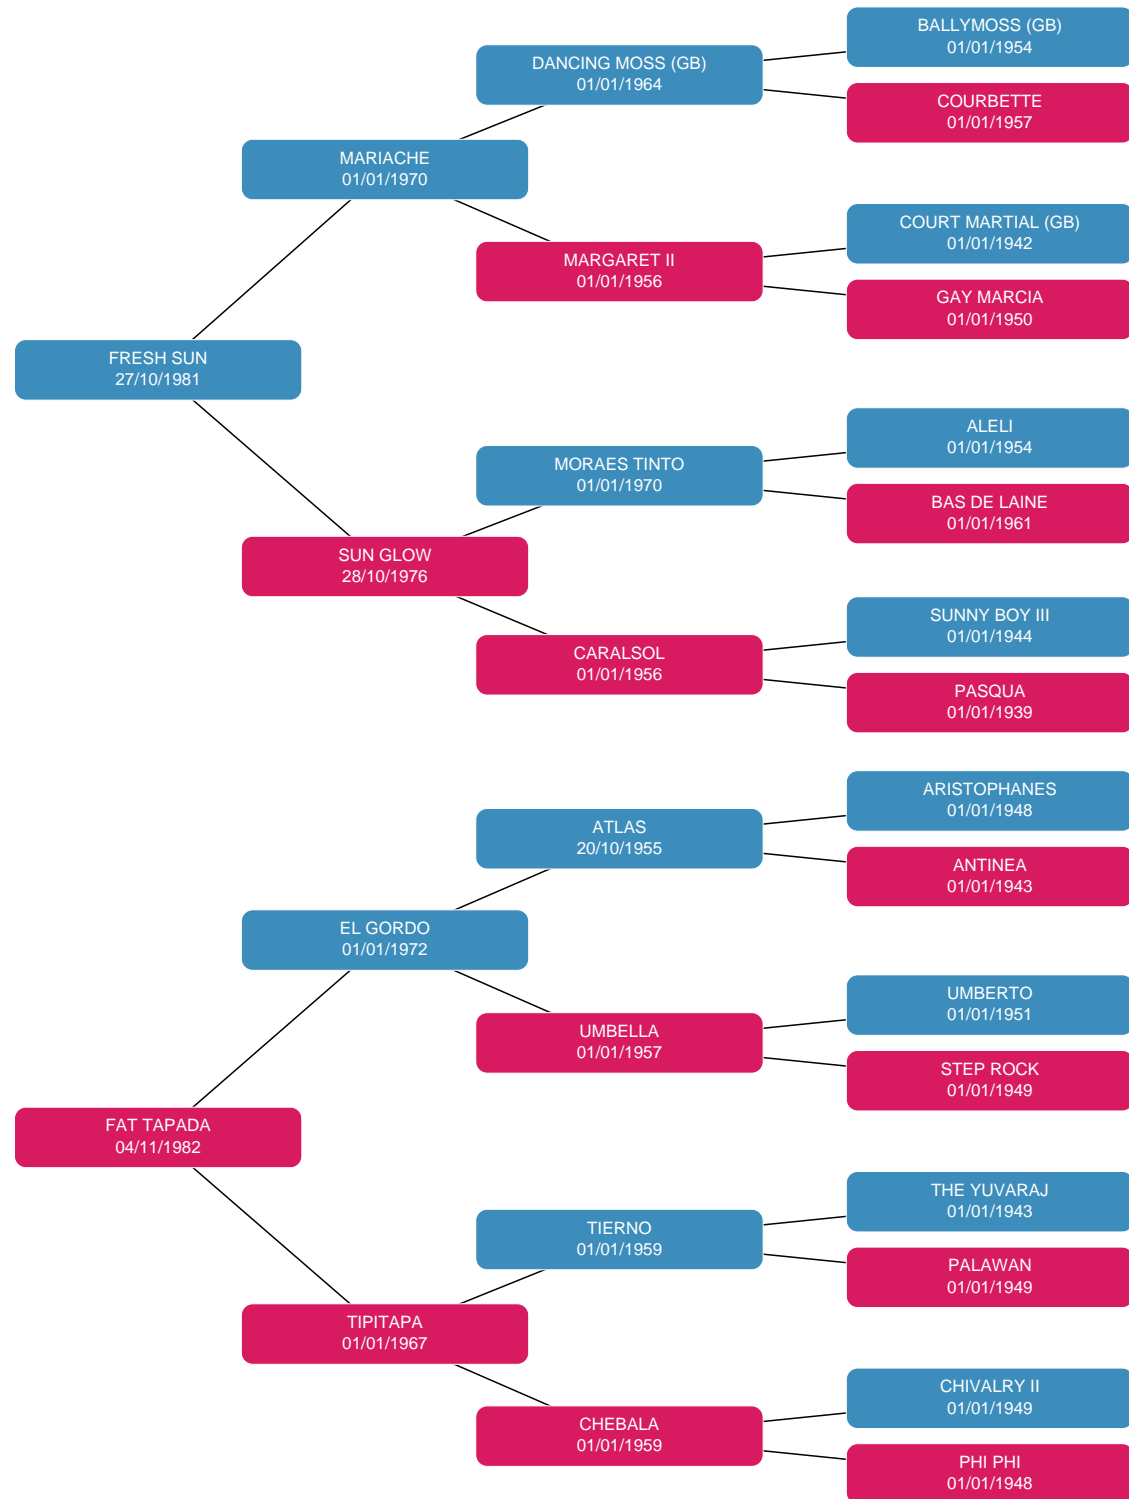 BALLYMOSS (GB)
01/01/1954
DANCING MOSS (GB)
01/01/1964
COURBETTE
01/01/1957
MARIACHE
01/01/1970
COURT MARTIAL (GB)
01/01/1942
MARGARET II
01/01/1956
GAY MARCIA
01/01/1950
FRESH SUN
27/10/1981
ALELI
01/01/1954
MORAES TINTO
01/01/1970
BAS DE LAINE
01/01/1961
SUN GLOW
28/10/1976
SUNNY BOY III
01/01/1944
CARALSOL
01/01/1956
PASQUA
01/01/1939
ARISTOPHANES
01/01/1948
ATLAS
20/10/1955
ANTINEA
01/01/1943
EL GORDO
01/01/1972
UMBERTO
01/01/1951
UMBELLA
01/01/1957
STEP ROCK
01/01/1949
FAT TAPADA
04/11/1982
THE YUVARAJ
01/01/1943
TIERNO
01/01/1959
PALAWAN
01/01/1949
TIPITAPA
01/01/1967
CHIVALRY II
01/01/1949
CHEBALA
01/01/1959
PHI PHI
01/01/1948